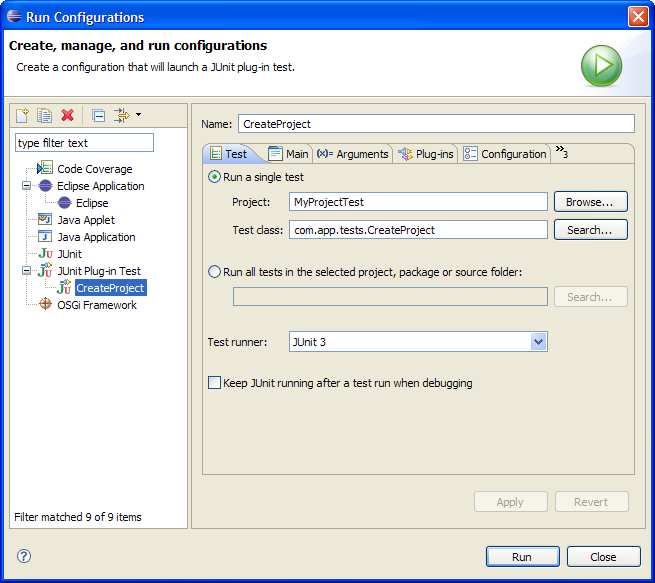 Run Configurations
Create, manage, and run configurations
Create a configuration that will launch a JUnit plug-in test.
type filter text
Code Coverage
Eclipse Application
Eclipse
Java Applet
Java Application
JUnit
JUnit Plug-in Test
CreateProject
OSGi Framework
Filter matched 9 of 9 items
Name: CreateProject
Test Main (x)= Arguments Plug-ins Configuration »3
Run a single test
Project: MyProjectTest Browse...
Test class: com.app.tests.CreateProject Search...
Run all tests in the selected project, package or source folder:
Search...
Test runner: JUnit 3
Keep JUnit running after a test run when debugging
Apply Revert
? Run Close